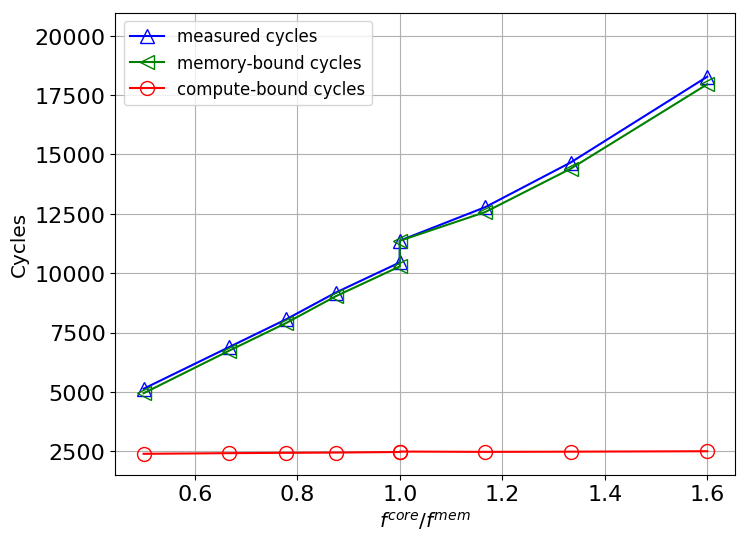 20000
17500
15000
12500
10000
7500
5000
2500
Cycles
measured cycles
memory-bound cycles
compute-bound cycles
0.6 0.8 1.0 1.2 1.4 1.6
f^{core}/f^{mem}